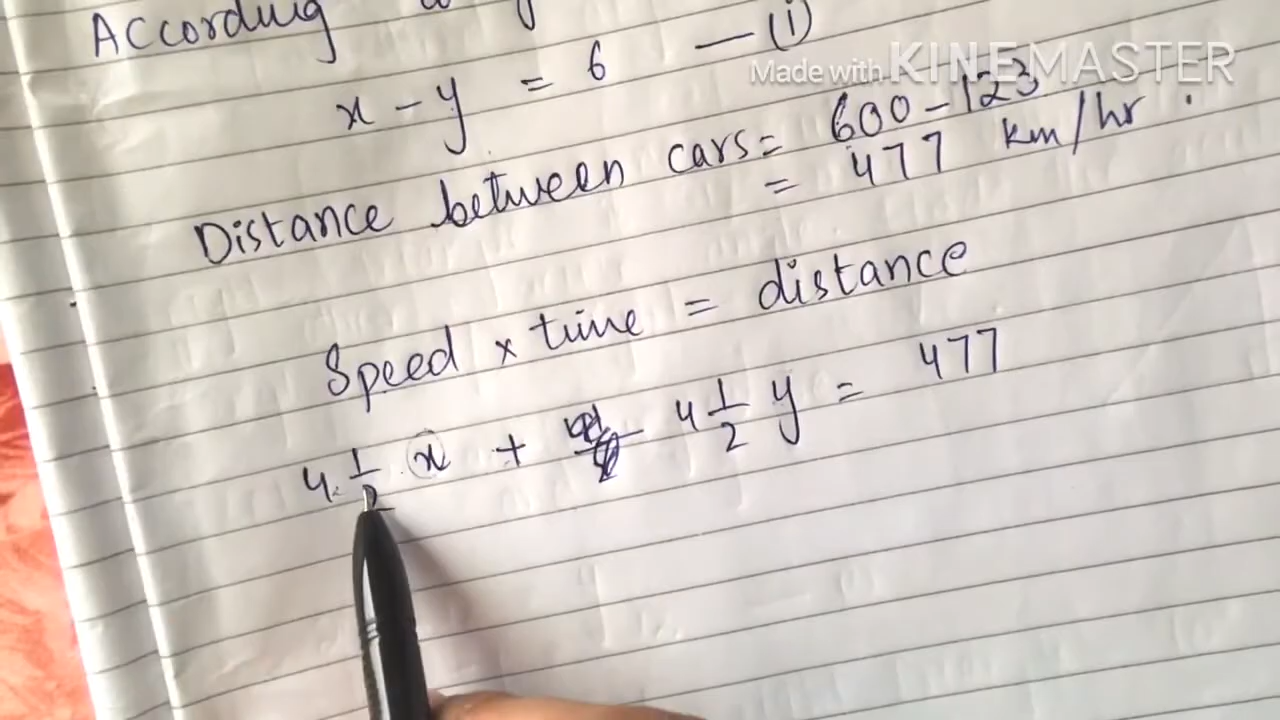 According
x - y = 6 — (i)
Made with KINEMASTER
Distance between cars = 600 - 123
= 477 km/hr.
Speed × time = distance
4 1/2 x + 4 1/2 y = 477